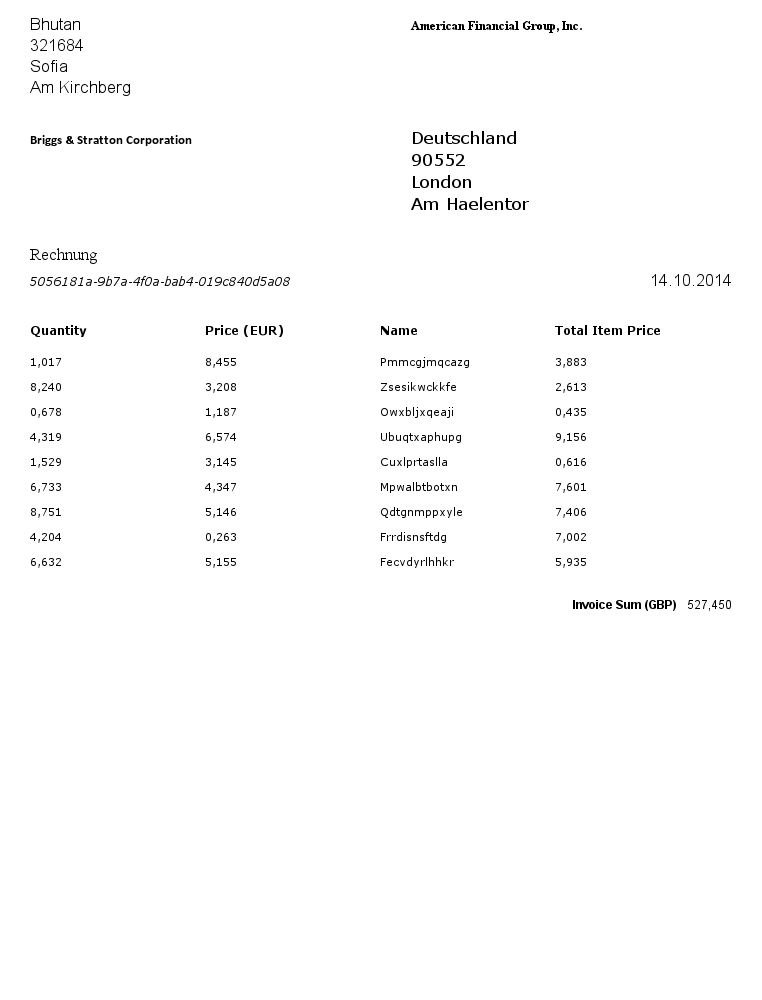 Bhutan
321684
Sofia
Am Kirchberg
American Financial Group, Inc.
Briggs & Stratton Corporation
Deutschland
90552
London
Am Haelentor
Rechnung
5056181a-9b7a-4f0a-bab4-019c840d5a08 14.10.2014
Quantity Price (EUR) Name Total Item Price
1,017 8,455 Pmmcgjmqcazg 3,883
8,240 3,208 Zsesikwckkfe 2,613
0,678 1,187 Owxbljxqeaji 0,435
4,319 6,574 Ubuqtxaphupg 9,156
1,529 3,145 Cuxlprtaslla 0,616
6,733 4,347 Mpwalbtbotxn 7,601
8,751 5,146 Qdtgnmppxyle 7,406
4,204 0,263 Frrdisnsftdg 7,002
6,632 5,155 Fecvdyrlhhkr 5,935
Invoice Sum (GBP) 527,450